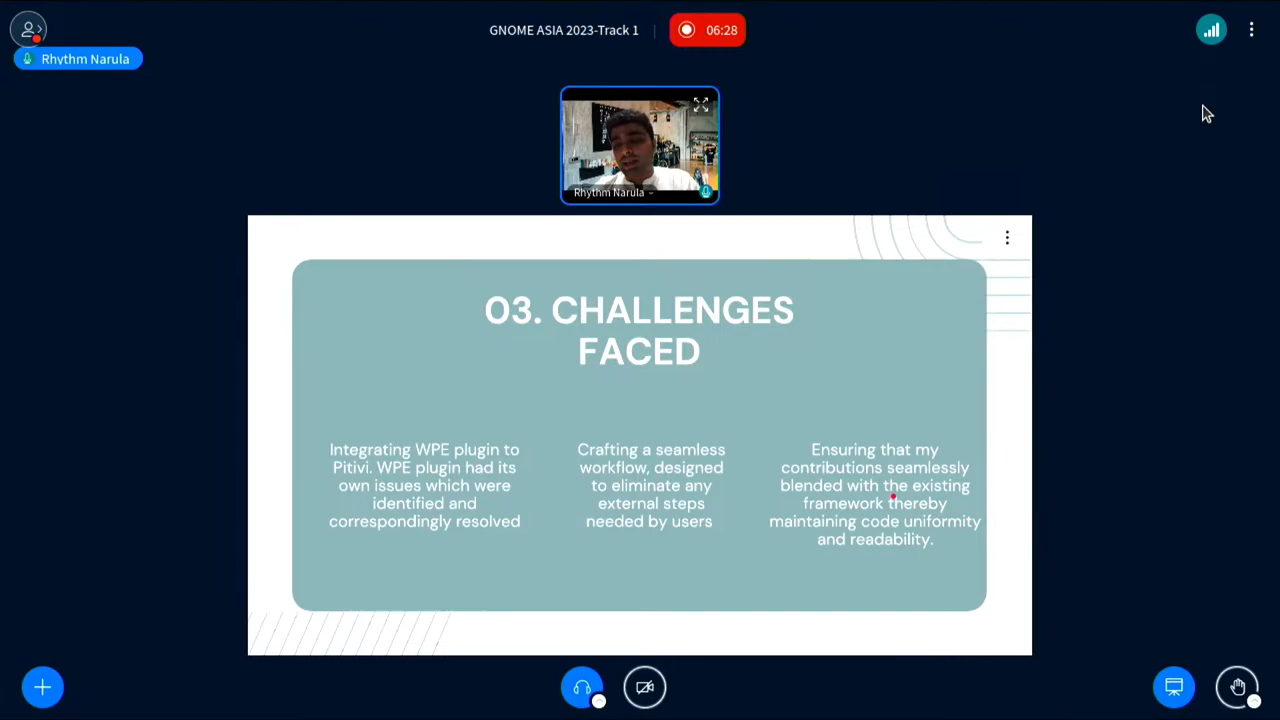 GNOME ASIA 2023-Track 1
06:28
Rhythm Narula
Rhythm Narula
03. CHALLENGES
FACED
Integrating WPE plugin to
Pitivi. WPE plugin had its
own issues which were
identified and
correspondingly resolved
Crafting a seamless
workflow, designed
to eliminate any
external steps
needed by users
Ensuring that my
contributions seamlessly
blended with the existing
framework thereby
maintaining code uniformity
and readability.